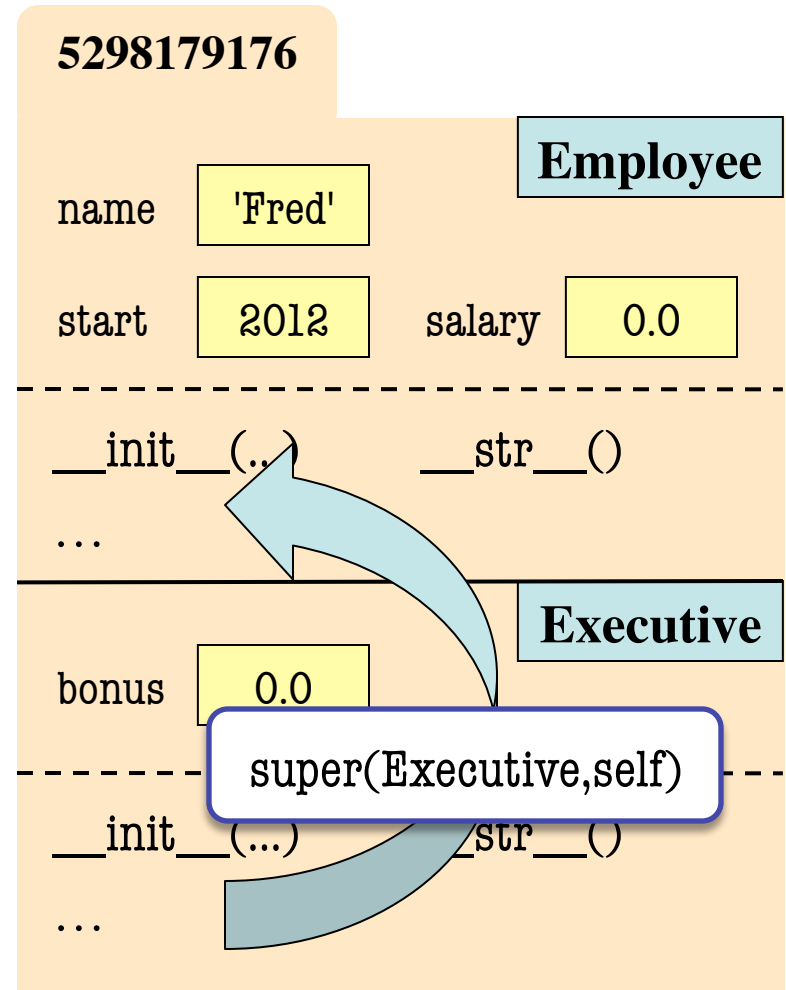 5298179176
Employee
name 'Fred'
start 2012 salary 0.0
__init__(...) __str__()
...
Executive
bonus 0.0
super(Executive,self)
__init__(...) __str__()
...